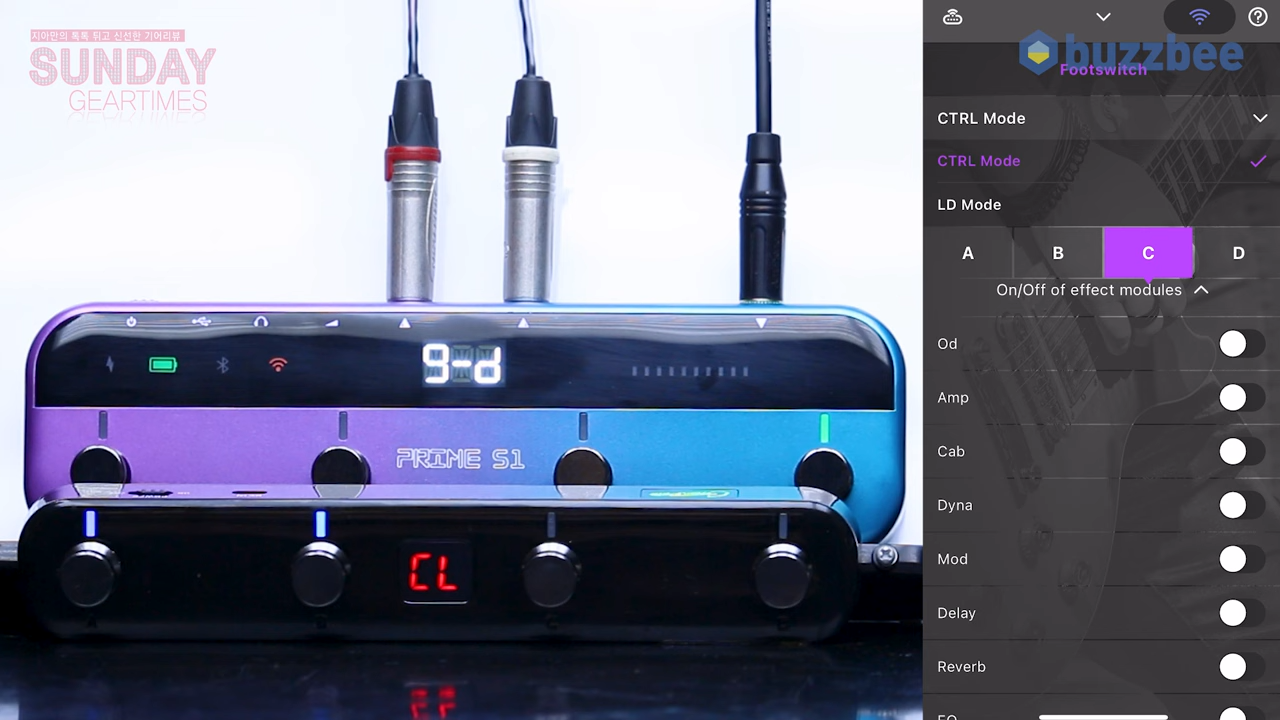 지아만의 톡톡 튀고 신선한 기어리뷰
SUNDAY
GEARTIMES
9-d
PRIME S1
CL
buzzbee
Footswitch
CTRL Mode
CTRL Mode
LD Mode
A B C D
On/Off of effect modules
Od
Amp
Cab
Dyna
Mod
Delay
Reverb
EQ